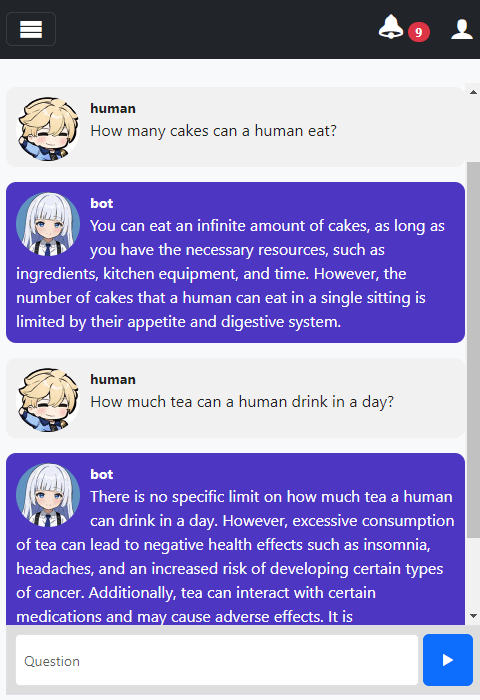 9
human
How many cakes can a human eat?
bot
You can eat an infinite amount of cakes, as long as
you have the necessary resources, such as
ingredients, kitchen equipment, and time. However, the
number of cakes that a human can eat in a single sitting is
limited by their appetite and digestive system.
human
How much tea can a human drink in a day?
bot
There is no specific limit on how much tea a human
can drink in a day. However, excessive consumption
of tea can lead to negative health effects such as insomnia,
headaches, and an increased risk of developing certain types
of cancer. Additionally, tea can interact with certain
medications and may cause adverse effects. It is
Question